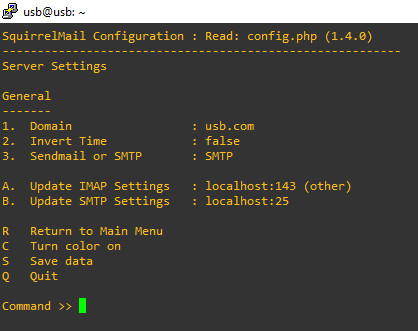 usb@usb: ~
SquirrelMail Configuration : Read: config.php (1.4.0)
---------------------------------------------------------
Server Settings
General
-------
1. Domain : usb.com
2. Invert Time : false
3. Sendmail or SMTP : SMTP
A. Update IMAP Settings : localhost:143 (other)
B. Update SMTP Settings : localhost:25
R Return to Main Menu
C Turn color on
S Save data
Q Quit
Command >>